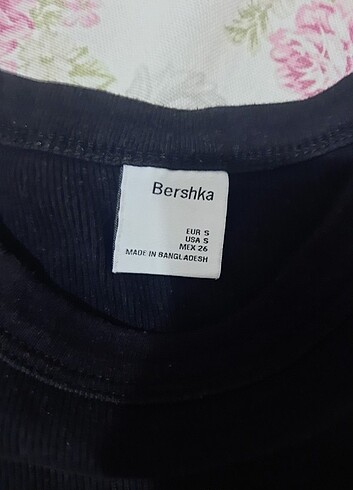 Bershka
EUR S
USA S
MEX 26
MADE IN BANGLADESH